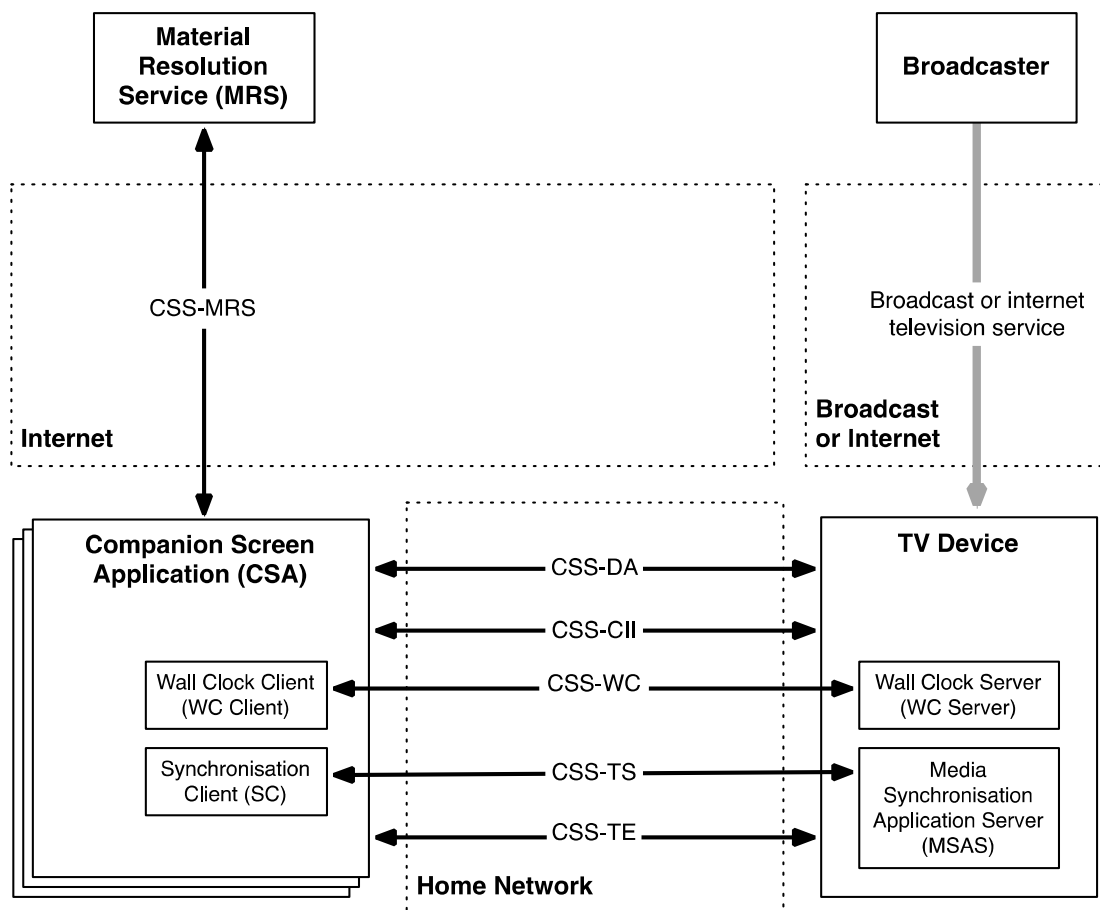 Material
Resolution
Service (MRS)
Broadcaster
CSS-MRS
Broadcast or internet
television service
Internet
Broadcast
or Internet
Companion Screen
Application (CSA)
TV Device
CSS-DA
CSS-CII
Wall Clock Client
(WC Client)
CSS-WC
Wall Clock Server
(WC Server)
Synchronisation
Client (SC)
CSS-TS
Media
Synchronisation
Application Server
(MSAS)
CSS-TE
Home Network